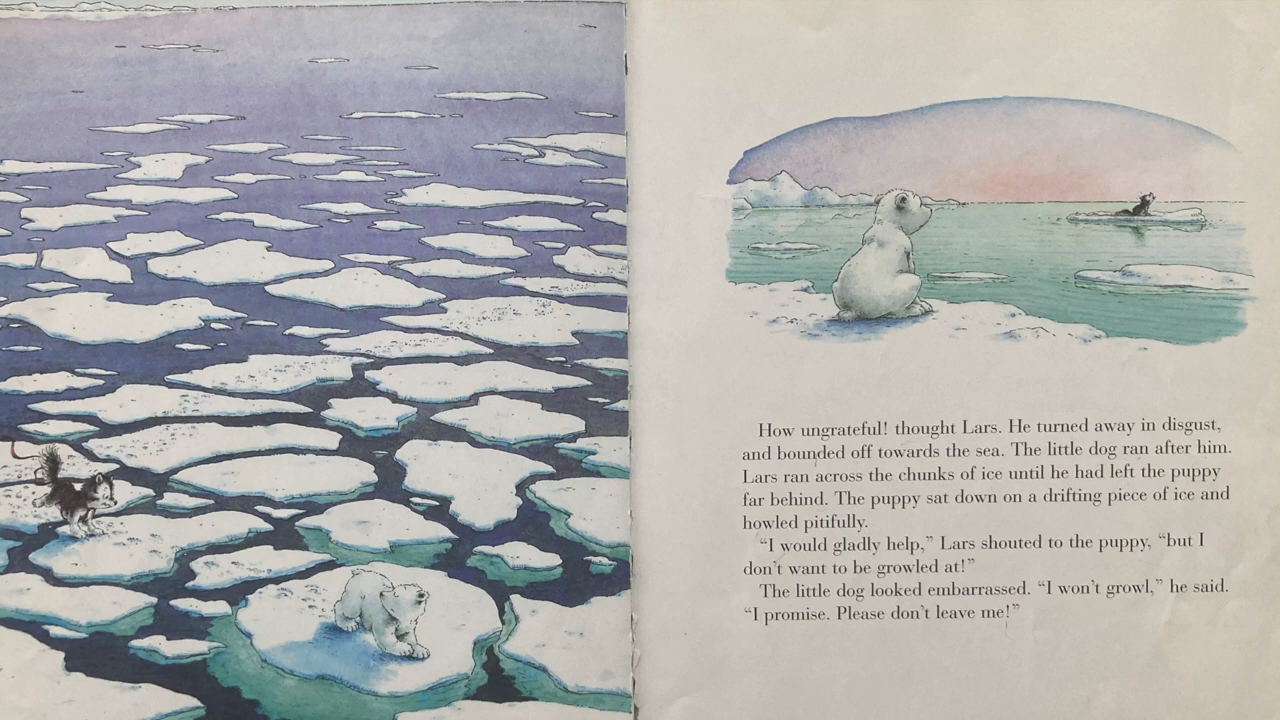 How ungrateful! thought Lars. He turned away in disgust,
and bounded off towards the sea. The little dog ran after him.
Lars ran across the chunks of ice until he had left the puppy
far behind. The puppy sat down on a drifting piece of ice and
howled pitifully.
“I would gladly help,” Lars shouted to the puppy, “but I
don’t want to be growled at!”
The little dog looked embarrassed. “I won’t growl,” he said.
“I promise. Please don’t leave me!”